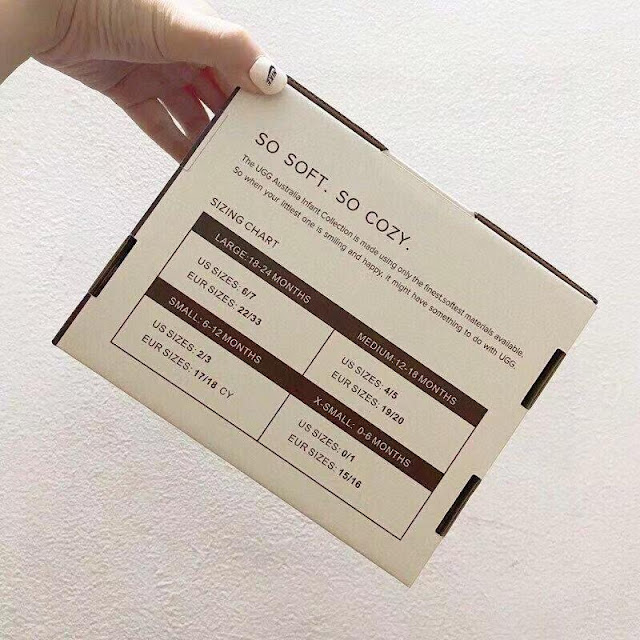 SO SOFT. SO COZY.
The UGG Australia Infant Collection is made using only the finest,softest materials available.
So when your littlest one is smiling and happy, it might have something to do with UGG.
SIZING CHART
LARGE:18-24 MONTHS
US SIZES: 6/7
EUR SIZES: 22/33
MEDIUM:12-18 MONTHS
US SIZES: 4/5
EUR SIZES: 19/20
SMALL: 6-12 MONTHS
US SIZES: 2/3
EUR SIZES: 17/18 CY
X-SMALL: 0-6 MONTHS
US SIZES: 0/1
EUR SIZES: 15/16